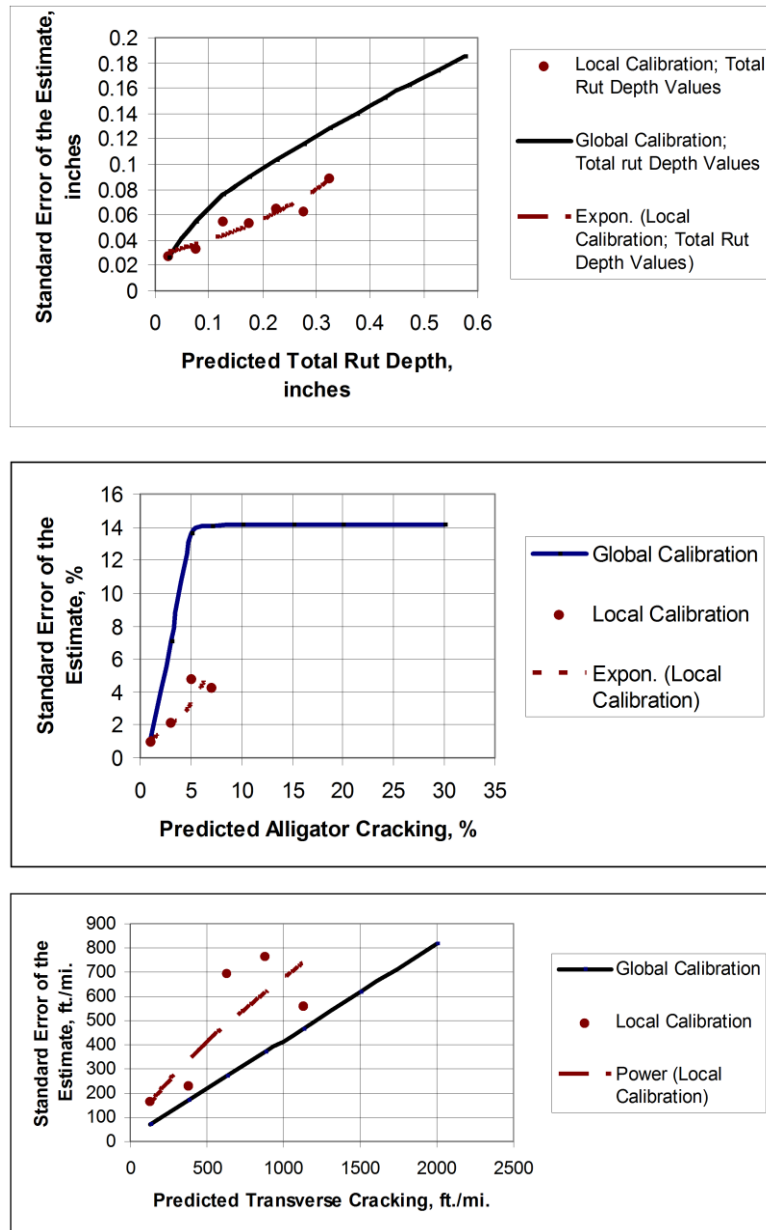 Standard Error of the Estimate,
inches
0.2
0.18
0.16
0.14
0.12
0.1
0.08
0.06
0.04
0.02
0
0 0.1 0.2 0.3 0.4 0.5 0.6
Predicted Total Rut Depth,
inches
Local Calibration; Total
Rut Depth Values
Global Calibration;
Total rut Depth Values
Expon. (Local
Calibration; Total Rut
Depth Values)
Standard Error of the
Estimate, %
16
14
12
10
8
6
4
2
0
0 5 10 15 20 25 30 35
Predicted Alligator Cracking, %
Global Calibration
Local Calibration
Expon. (Local
Calibration)
Standard Error of the
Estimate, ft./mi.
900
800
700
600
500
400
300
200
100
0
0 500 1000 1500 2000 2500
Predicted Transverse Cracking, ft./mi.
Global Calibration
Local Calibration
Power (Local
Calibration)